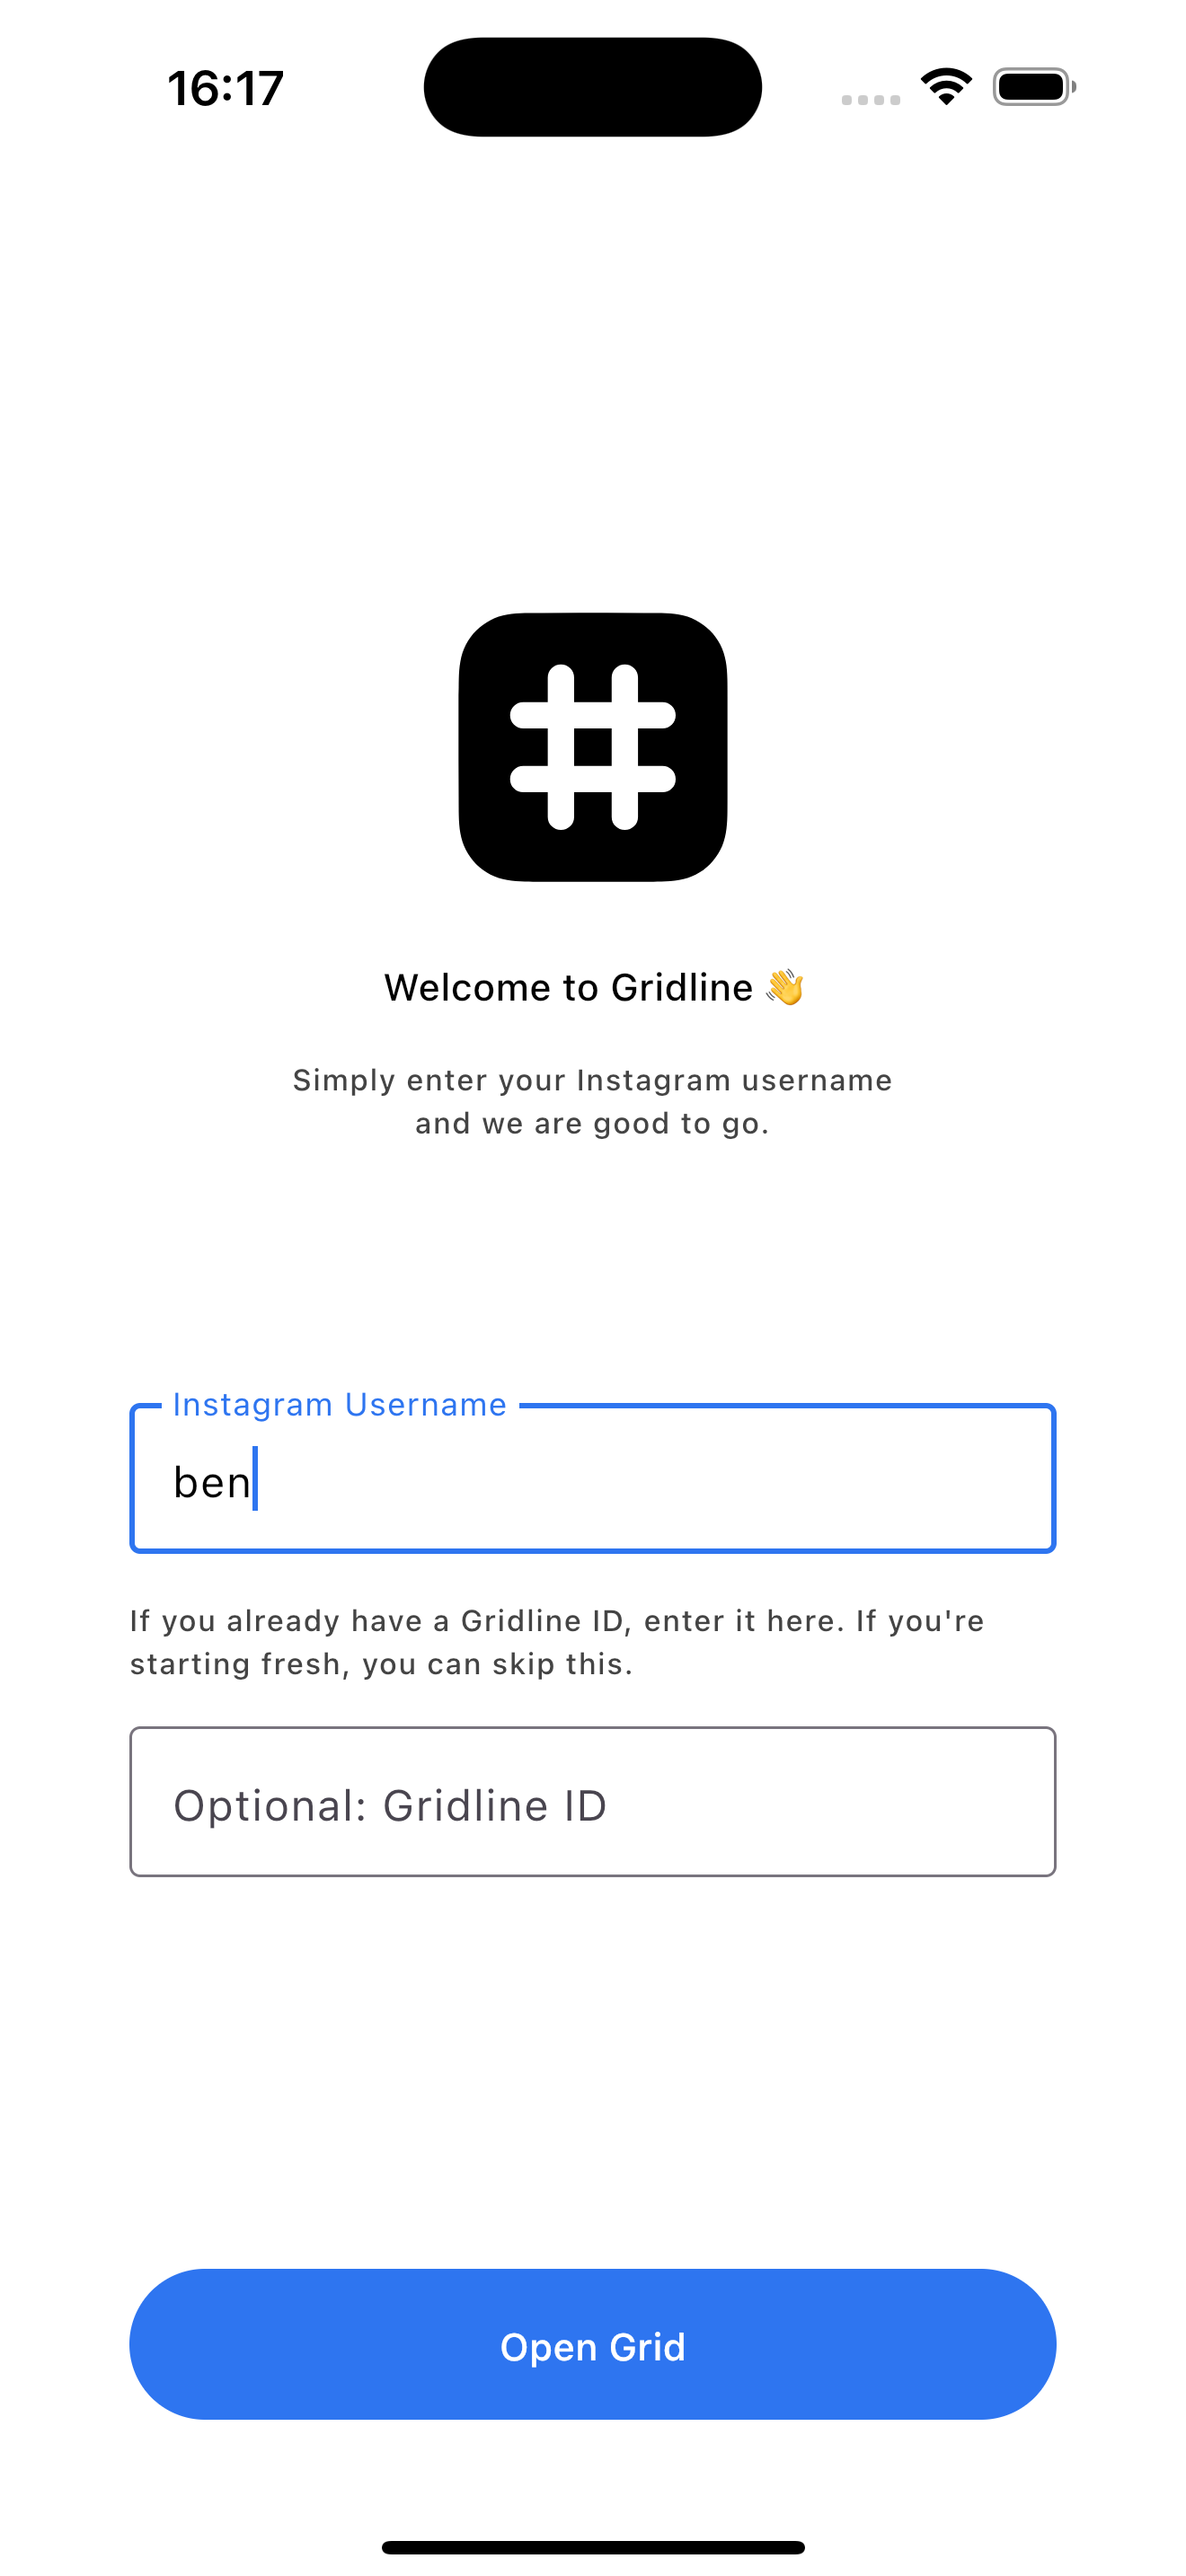 16:17
Welcome to Gridline 👋
Simply enter your Instagram username
and we are good to go.
Instagram Username
ben
If you already have a Gridline ID, enter it here. If you're
starting fresh, you can skip this.
Optional: Gridline ID
Open Grid